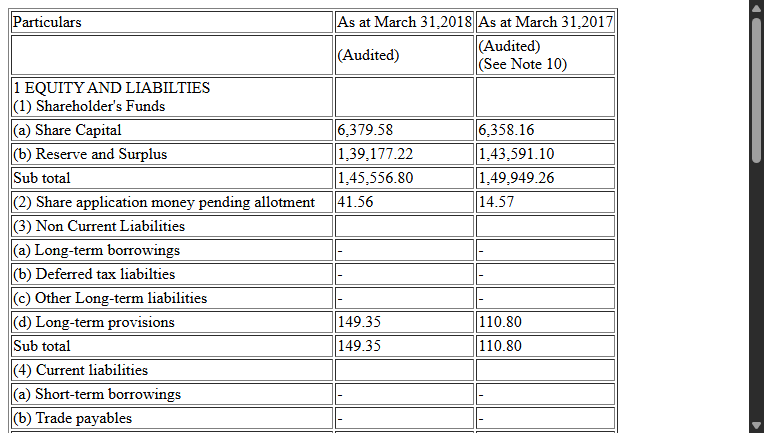 Particulars As at March 31,2018 As at March 31,2017
(Audited) (Audited)
(See Note 10)
1 EQUITY AND LIABILTIES
(1) Shareholder's Funds
(a) Share Capital 6,379.58 6,358.16
(b) Reserve and Surplus 1,39,177.22 1,43,591.10
Sub total 1,45,556.80 1,49,949.26
(2) Share application money pending allotment 41.56 14.57
(3) Non Current Liabilities
(a) Long-term borrowings - -
(b) Deferred tax liabilties - -
(c) Other Long-term liabilities - -
(d) Long-term provisions 149.35 110.80
Sub total 149.35 110.80
(4) Current liabilities
(a) Short-term borrowings - -
(b) Trade payables - -